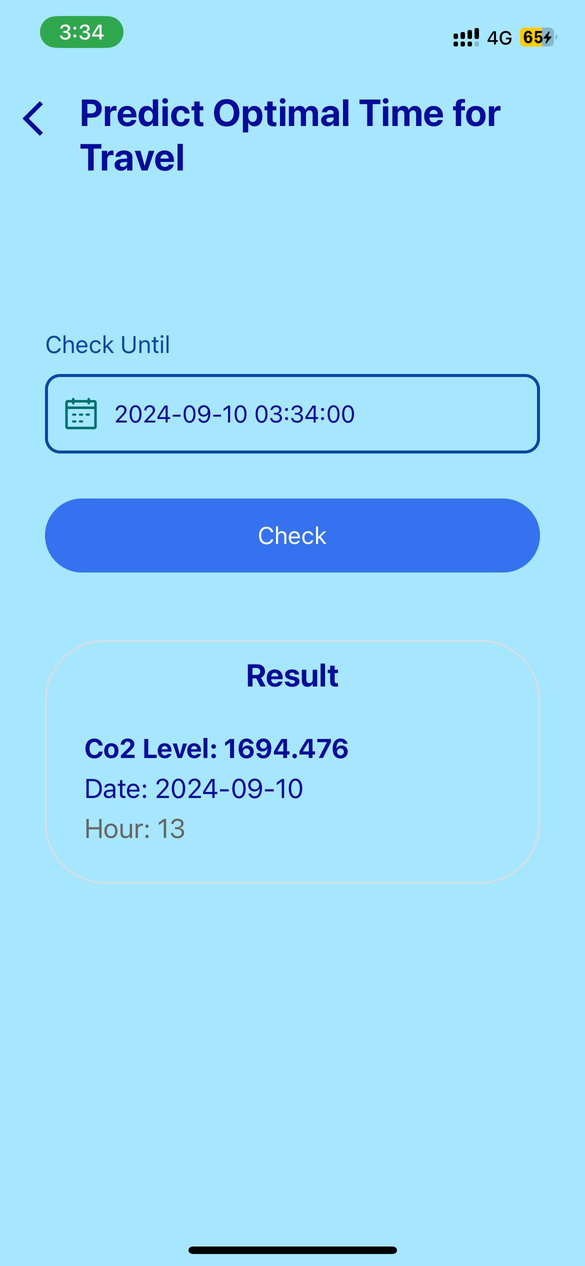 3:34
4G 65
Predict Optimal Time for
Travel
Check Until
2024-09-10 03:34:00
Check
Result
Co2 Level: 1694.476
Date: 2024-09-10
Hour: 13